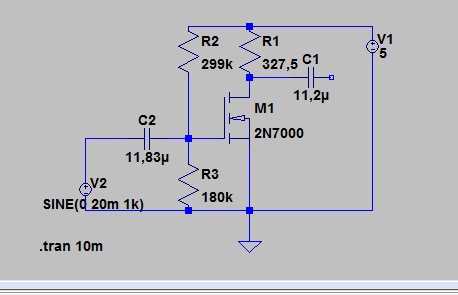 R2
299k
R1
327,5
C1
11,2µ
V1
5
M1
2N7000
C2
11,83µ
R3
180k
V2
SINE(0 20m 1k)
.tran 10m